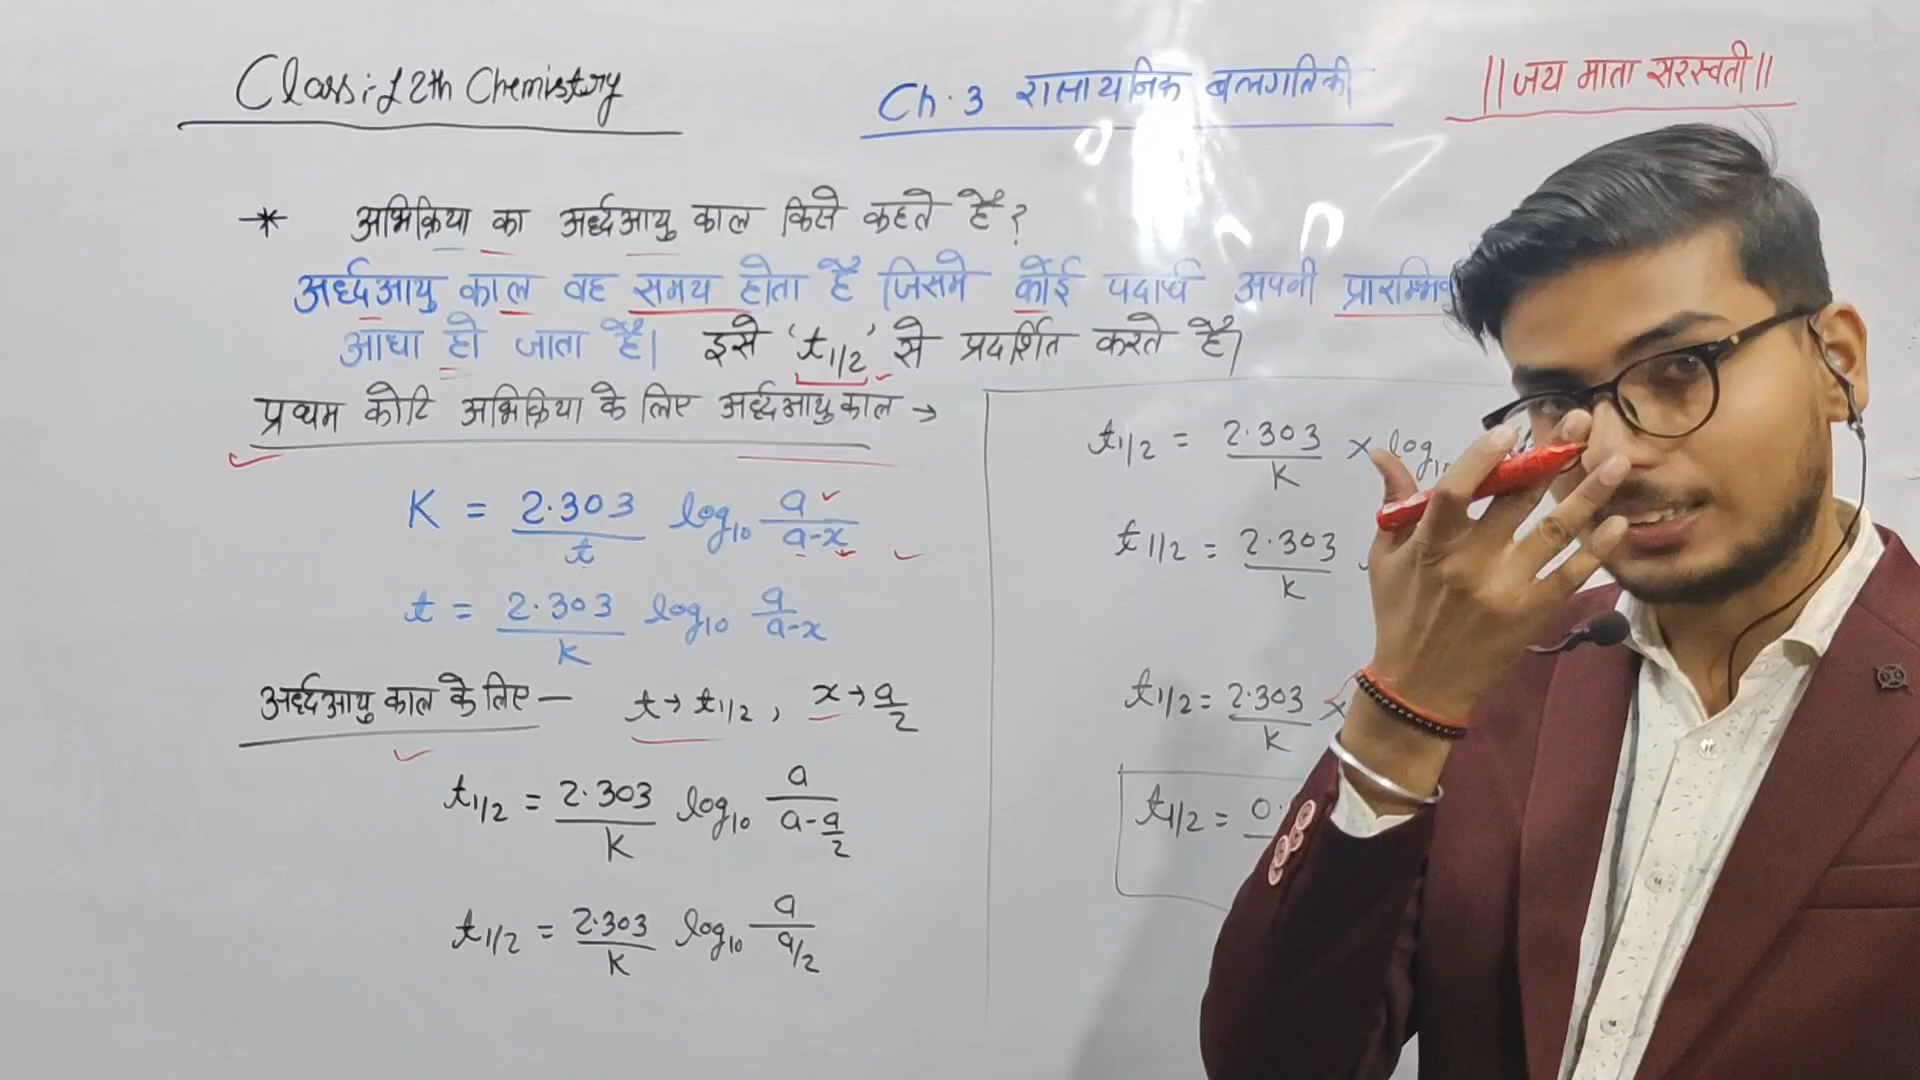 Class:-12th Chemistry
Ch.3 रासायनिक बलगतिकी
||जय माता सरस्वती||
* अभिक्रिया का अर्द्धआयु काल किसे कहते हैं?
अर्द्धआयु काल वह समय होता है जिसमे कोई पदार्थ अपनी प्रारम्भि
आधा हो जाता है। इसे 't1/2' से प्रदर्शित करते है।
प्रथम कोटि अभिक्रिया के लिए अर्द्धआयु काल →
K = 2.303/t log10 a/a-x
t = 2.303/K log10 a/a-x
अर्द्धआयु काल के लिए – t→t1/2, x→a/2
t1/2 = 2.303/K log10 a/a-a/2
t1/2 = 2.303/K log10 a/a/2
t1/2 = 2.303/K × log
t1/2 = 2.303/K
t1/2 = 2.303/K ×
t1/2 = 0.